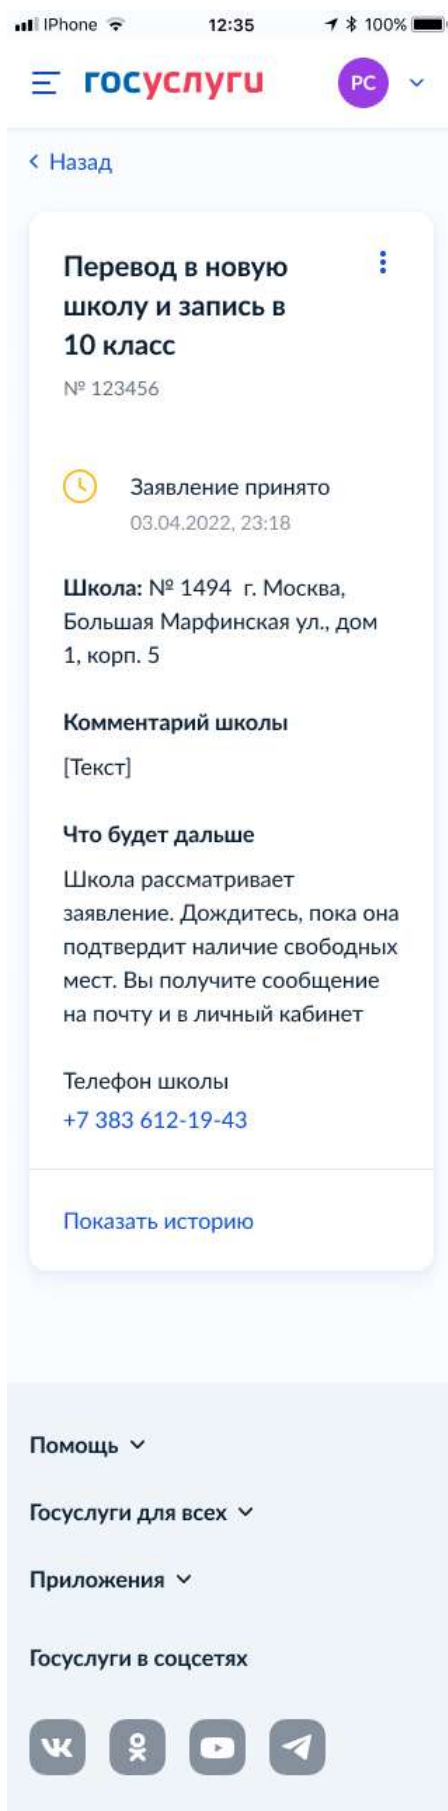 iPhone 12:35 100%
госуслуги РС
Назад
Перевод в новую
школу и запись в
10 класс
№ 123456
Заявление принято
03.04.2022, 23:18
Школа: № 1494 г. Москва,
Большая Марфинская ул., дом
1, корп. 5
Комментарий школы
[Текст]
Что будет дальше
Школа рассматривает
заявление. Дождитесь, пока она
подтвердит наличие свободных
мест. Вы получите сообщение
на почту и в личный кабинет
Телефон школы
+7 383 612-19-43
Показать историю
Помощь
Госуслуги для всех
Приложения
Госуслуги в соцсетях